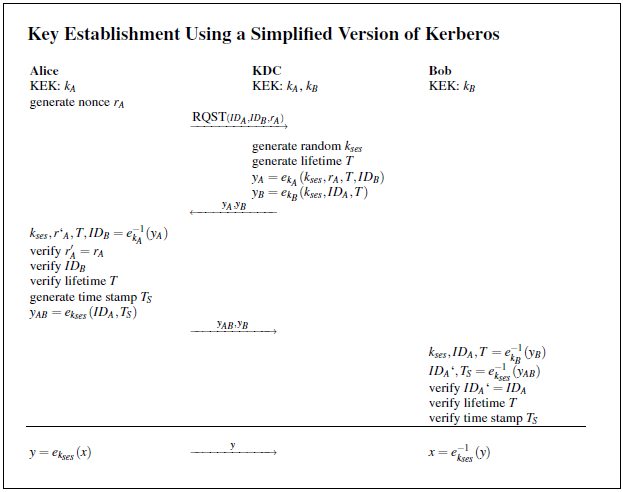 Key Establishment Using a Simplified Version of Kerberos
Alice KDC Bob
KEK: k_A KEK: k_A, k_B KEK: k_B
generate nonce r_A
RQST(ID_A,ID_B,r_A)
generate random k_ses
generate lifetime T
y_A = e_{k_A}(k_ses, r_A, T, ID_B)
y_B = e_{k_B}(k_ses, ID_A, T)
y_A,y_B
k_ses, r‘_A, T, ID_B = e^{-1}_{k_A}(y_A)
verify r′_A = r_A
verify ID_B
verify lifetime T
generate time stamp T_S
y_AB = e_{k_ses}(ID_A, T_S)
y_AB,y_B
k_ses, ID_A, T = e^{-1}_{k_B}(y_B)
ID_A‘, T_S = e^{-1}_{k_ses}(y_AB)
verify ID_A‘ = ID_A
verify lifetime T
verify time stamp T_S
y = e_{k_ses}(x) y x = e^{-1}_{k_ses}(y)